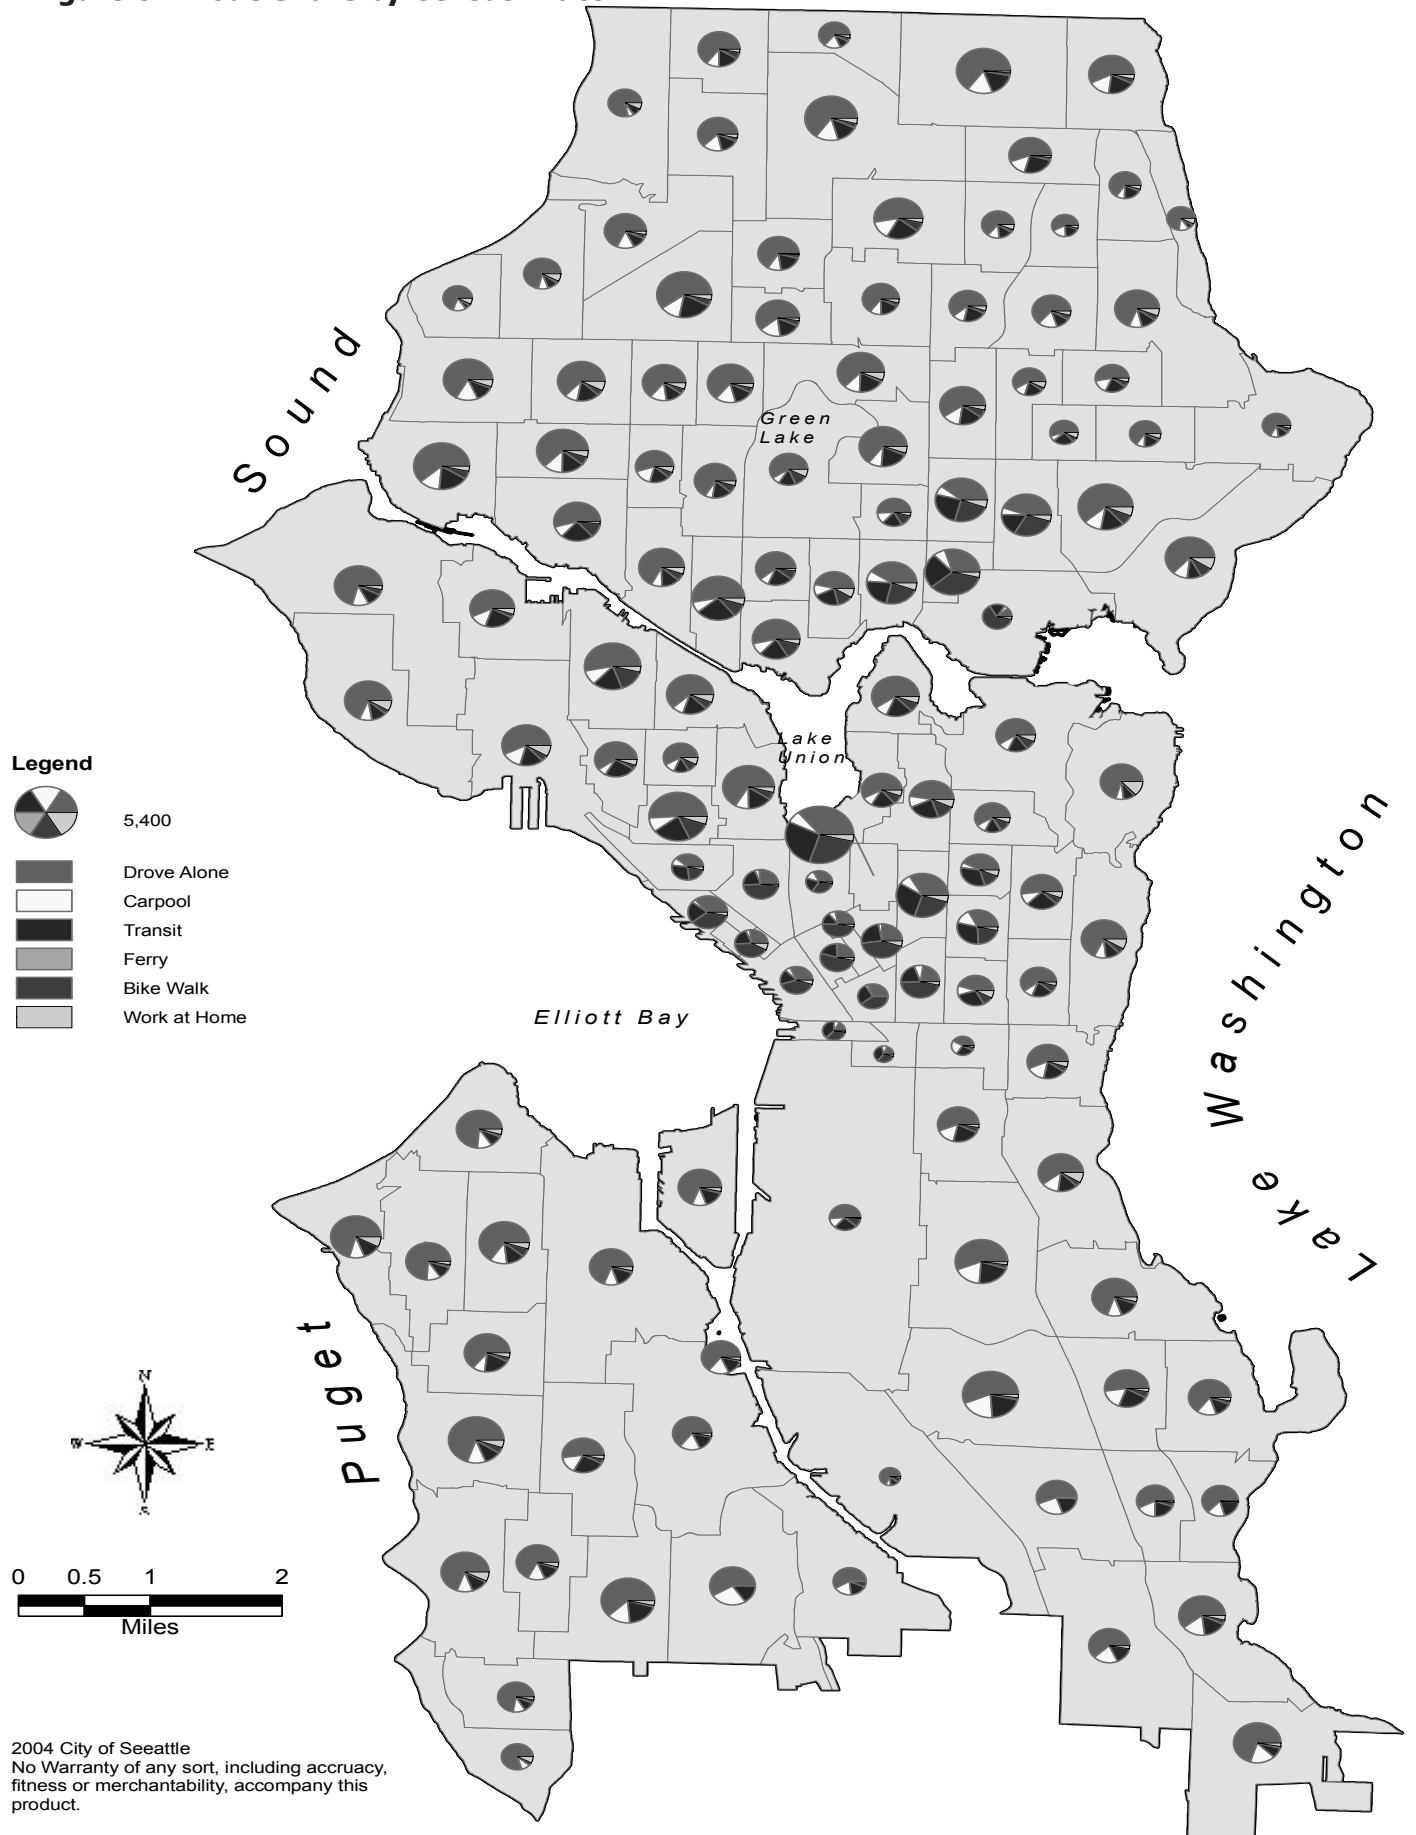 Sound
Green
Lake
Lake
Union
Legend
5,400
Drove Alone
Carpool
Transit
Ferry
Bike Walk
Work at Home
Elliott Bay
Lake Washington
Puget
N
W
E
S
0 0.5 1 2
Miles
2004 City of Seeattle
No Warranty of any sort, including accruacy,
fitness or merchantability, accompany this
product.